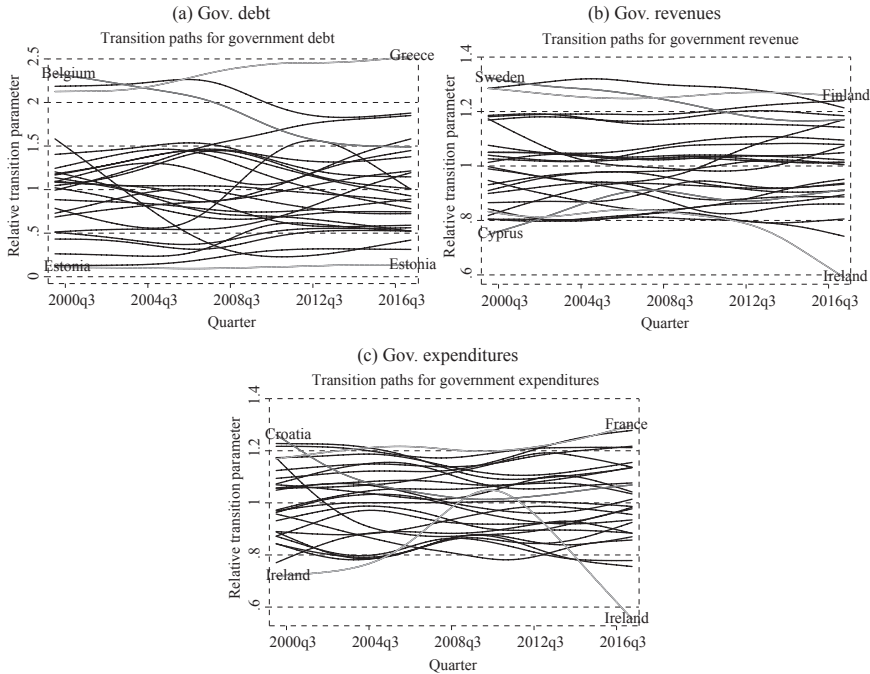 (a) Gov. debt
Transition paths for government debt
Relative transition parameter
2.5
2
1.5
1
.5
0
Belgium
Greece
Estonia
Estonia
2000q3 2004q3 2008q3 2012q3 2016q3
Quarter
(b) Gov. revenues
Transition paths for government revenue
Relative transition parameter
1.4
1.2
1
.8
.6
Sweden
Finland
Cyprus
Ireland
2000q3 2004q3 2008q3 2012q3 2016q3
Quarter
(c) Gov. expenditures
Transition paths for government expenditures
Relative transition parameter
1.4
1.2
1
.8
.6
Croatia
France
Ireland
Ireland
2000q3 2004q3 2008q3 2012q3 2016q3
Quarter